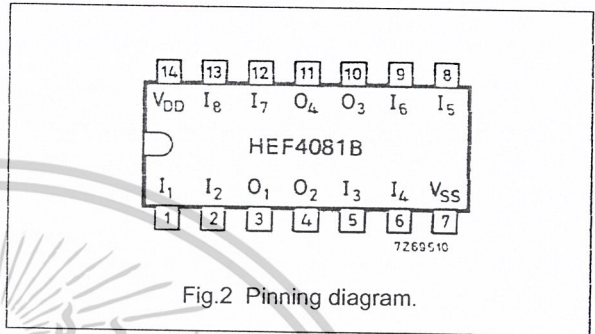 14 13 12 11 10 9 8
VDD I8 I7 O4 O3 I6 I5
HEF4081B
I1 I2 O1 O2 I3 I4 VSS
1 2 3 4 5 6 7
7Z69510
Fig.2 Pinning diagram.